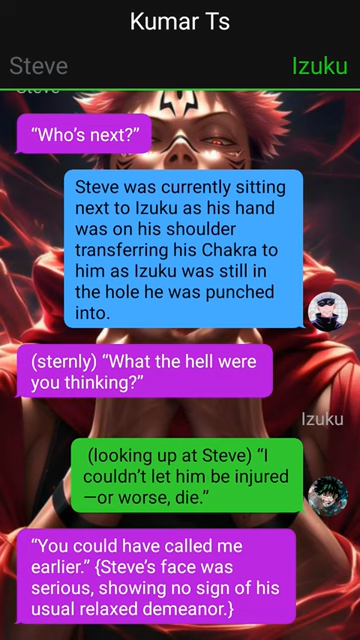 Kumar Ts
Steve
Izuku
Steve
“Who’s next?”
Steve was currently sitting
next to Izuku as his hand
was on his shoulder
transferring his Chakra to
him as Izuku was still in
the hole he was punched
into.
(sternly) “What the hell were
you thinking?”
Izuku
(looking up at Steve) “I
couldn’t let him be injured
—or worse, die.”
“You could have called me
earlier.” {Steve’s face was
serious, showing no sign of his
usual relaxed demeanor.}